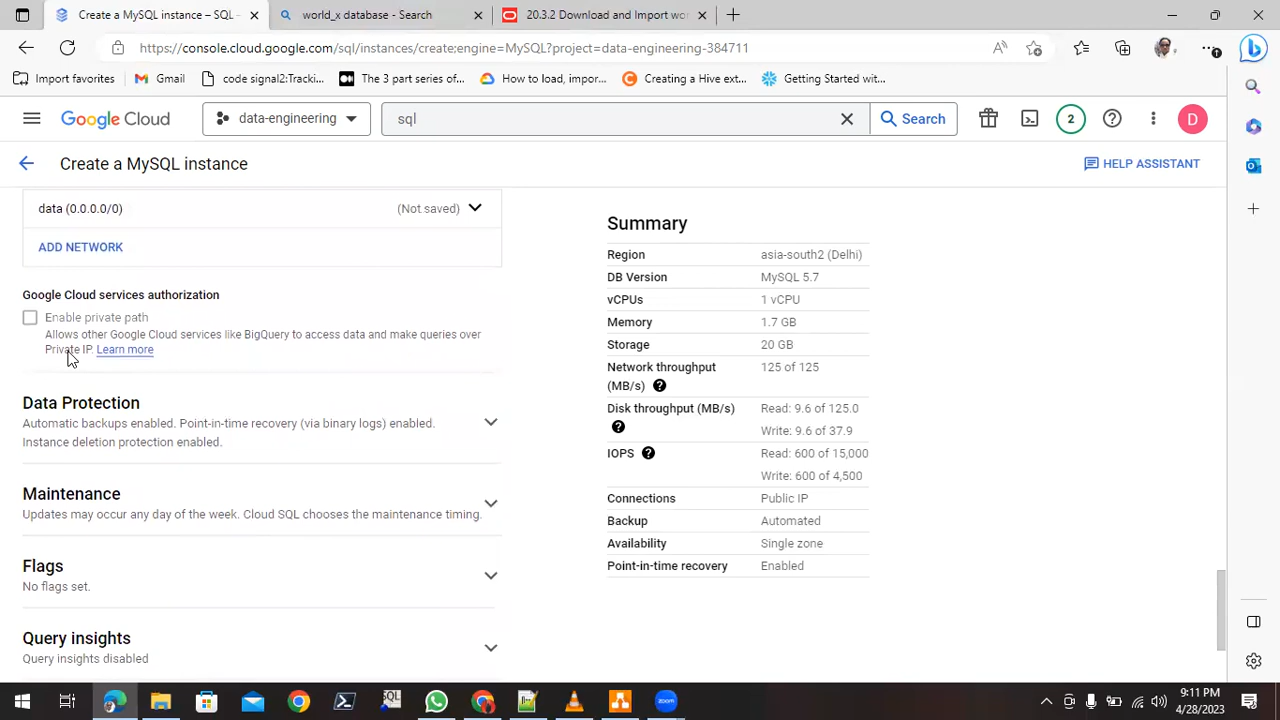 Create a MySQL instance – SQL –
world_x database - Search
20.3.2 Download and Import wor
https://console.cloud.google.com/sql/instances/create;engine=MySQL?project=data-engineering-384711
Import favorites
Gmail
code signal2:Tracki...
The 3 part series of...
How to load, impor...
Creating a Hive ext...
Getting Started wit...
Google Cloud
data-engineering
sql
Search
2
D
Create a MySQL instance
HELP ASSISTANT
data (0.0.0.0/0)
(Not saved)
ADD NETWORK
Google Cloud services authorization
Enable private path
Allows other Google Cloud services like BigQuery to access data and make queries over
Private IP. Learn more
Data Protection
Automatic backups enabled. Point-in-time recovery (via binary logs) enabled.
Instance deletion protection enabled.
Maintenance
Updates may occur any day of the week. Cloud SQL chooses the maintenance timing.
Flags
No flags set.
Query insights
Query insights disabled
Summary
Region asia-south2 (Delhi)
DB Version MySQL 5.7
vCPUs 1 vCPU
Memory 1.7 GB
Storage 20 GB
Network throughput 125 of 125
(MB/s)
Disk throughput (MB/s) Read: 9.6 of 125.0
Write: 9.6 of 37.9
IOPS Read: 600 of 15,000
Write: 600 of 4,500
Connections Public IP
Backup Automated
Availability Single zone
Point-in-time recovery Enabled
SQL
zoom
9:11 PM
4/28/2023